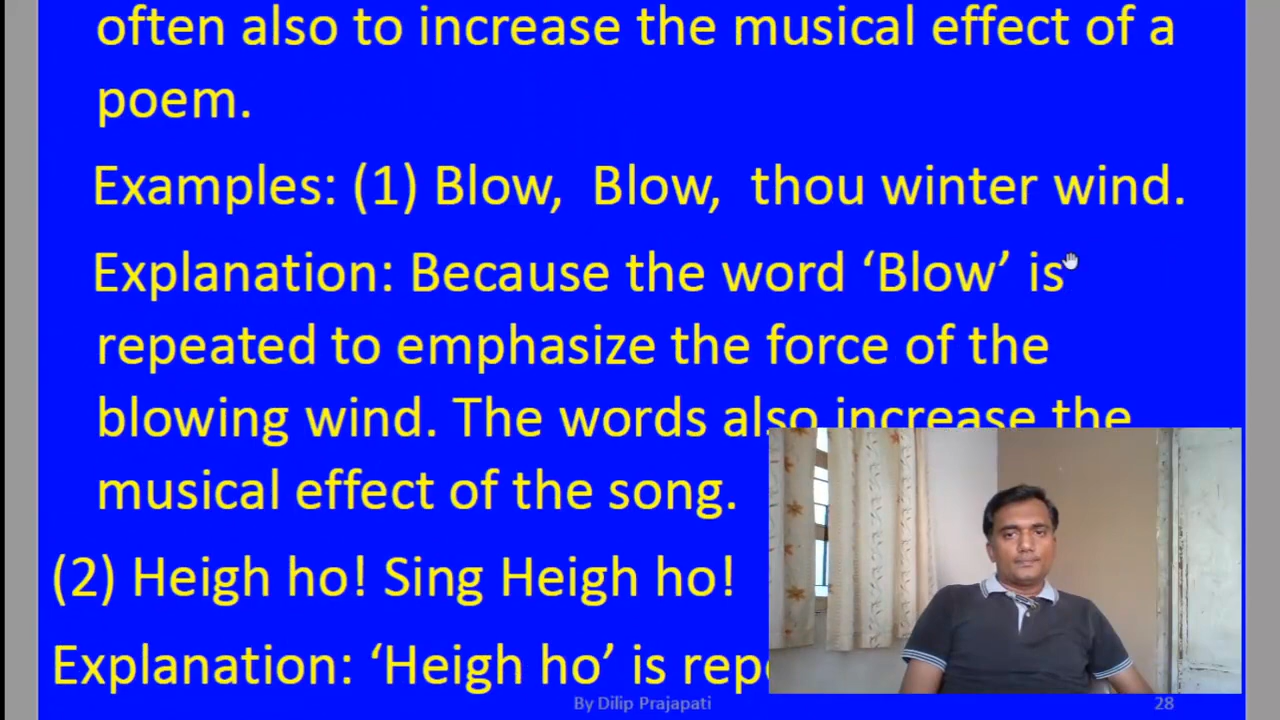 often also to increase the musical effect of a
poem.
Examples: (1) Blow, Blow, thou winter wind.
Explanation: Because the word ‘Blow’ is
repeated to emphasize the force of the
blowing wind. The words also increase the
musical effect of the song.
(2) Heigh ho! Sing Heigh ho!
Explanation: ‘Heigh ho’ is
By Dilip Prajapati
28